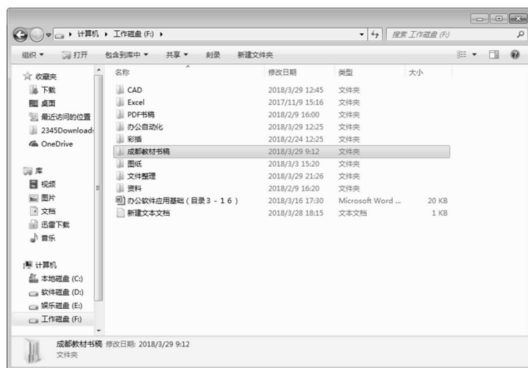 计算机 ▸ 工作磁盘 (F:) ▸
搜索 工作磁盘 (F:)
组织 打开 包含到库中 共享 刻录 新建文件夹
收藏夹
下载
桌面
最近访问的位置
2345Download
OneDrive
库
视频
图片
文档
迅雷下载
音乐
计算机
本地磁盘 (C:)
软件磁盘 (D:)
娱乐磁盘 (E:)
工作磁盘 (F:)
名称 修改日期 类型 大小
CAD 2018/3/29 12:45 文件夹
Excel 2017/11/9 15:16 文件夹
PDF书稿 2018/2/9 16:00 文件夹
办公自动化 2018/3/29 12:25 文件夹
彩插 2018/2/24 12:25 文件夹
成都教材书稿 2018/3/29 9:12 文件夹
图纸 2018/3/3 15:20 文件夹
文件整理 2018/3/29 21:26 文件夹
资料 2018/2/9 16:20 文件夹
办公软件应用基础(目录3-16) 2018/3/16 17:30 Microsoft Word ... 20 KB
新建文本文档 2018/3/28 18:15 文本文档 1 KB
成都教材书稿 修改日期: 2018/3/29 9:12
文件夹